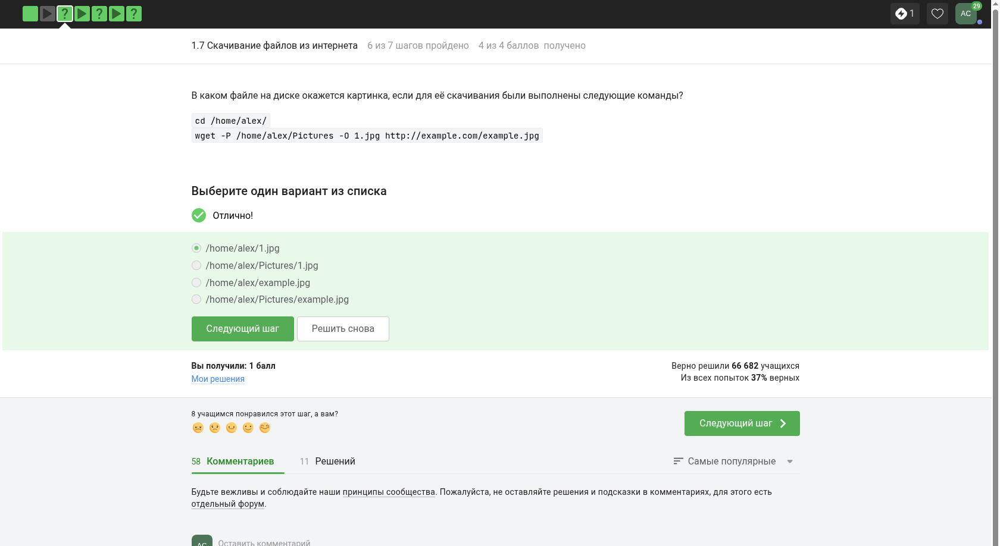 ? ? ?
1
AC
29
1.7 Скачивание файлов из интернета 6 из 7 шагов пройдено 4 из 4 баллов получено
В каком файле на диске окажется картинка, если для её скачивания были выполнены следующие команды?
cd /home/alex/
wget -P /home/alex/Pictures -O 1.jpg http://example.com/example.jpg
Выберите один вариант из списка
Отлично!
/home/alex/1.jpg
/home/alex/Pictures/1.jpg
/home/alex/example.jpg
/home/alex/Pictures/example.jpg
Следующий шаг Решить снова
Вы получили: 1 балл
Мои решения
Верно решили 66 682 учащихся
Из всех попыток 37% верных
8 учащимся понравился этот шаг, а вам?
Следующий шаг
58 Комментариев 11 Решений Самые популярные
Будьте вежливы и соблюдайте наши принципы сообщества. Пожалуйста, не оставляйте решения и подсказки в комментариях, для этого есть
отдельный форум.
AC Оставить комментарий